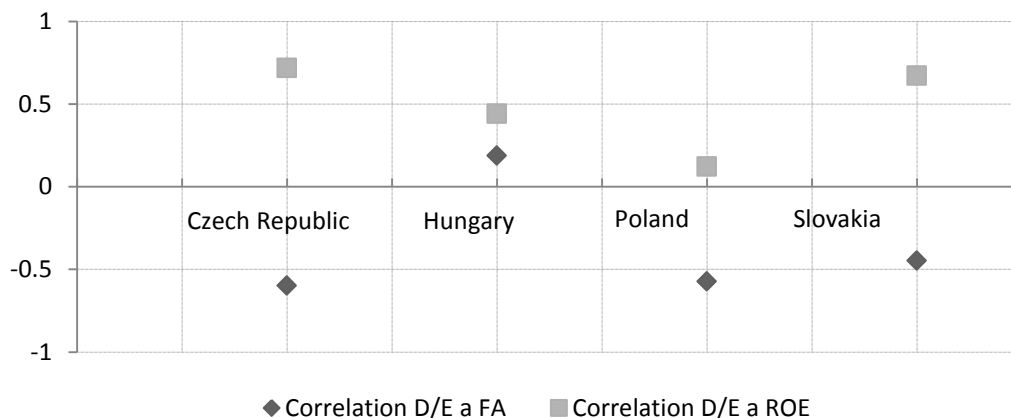 1
0.5
0
Czech Republic Hungary Poland Slovakia
-0.5
-1
Correlation D/E a FA Correlation D/E a ROE